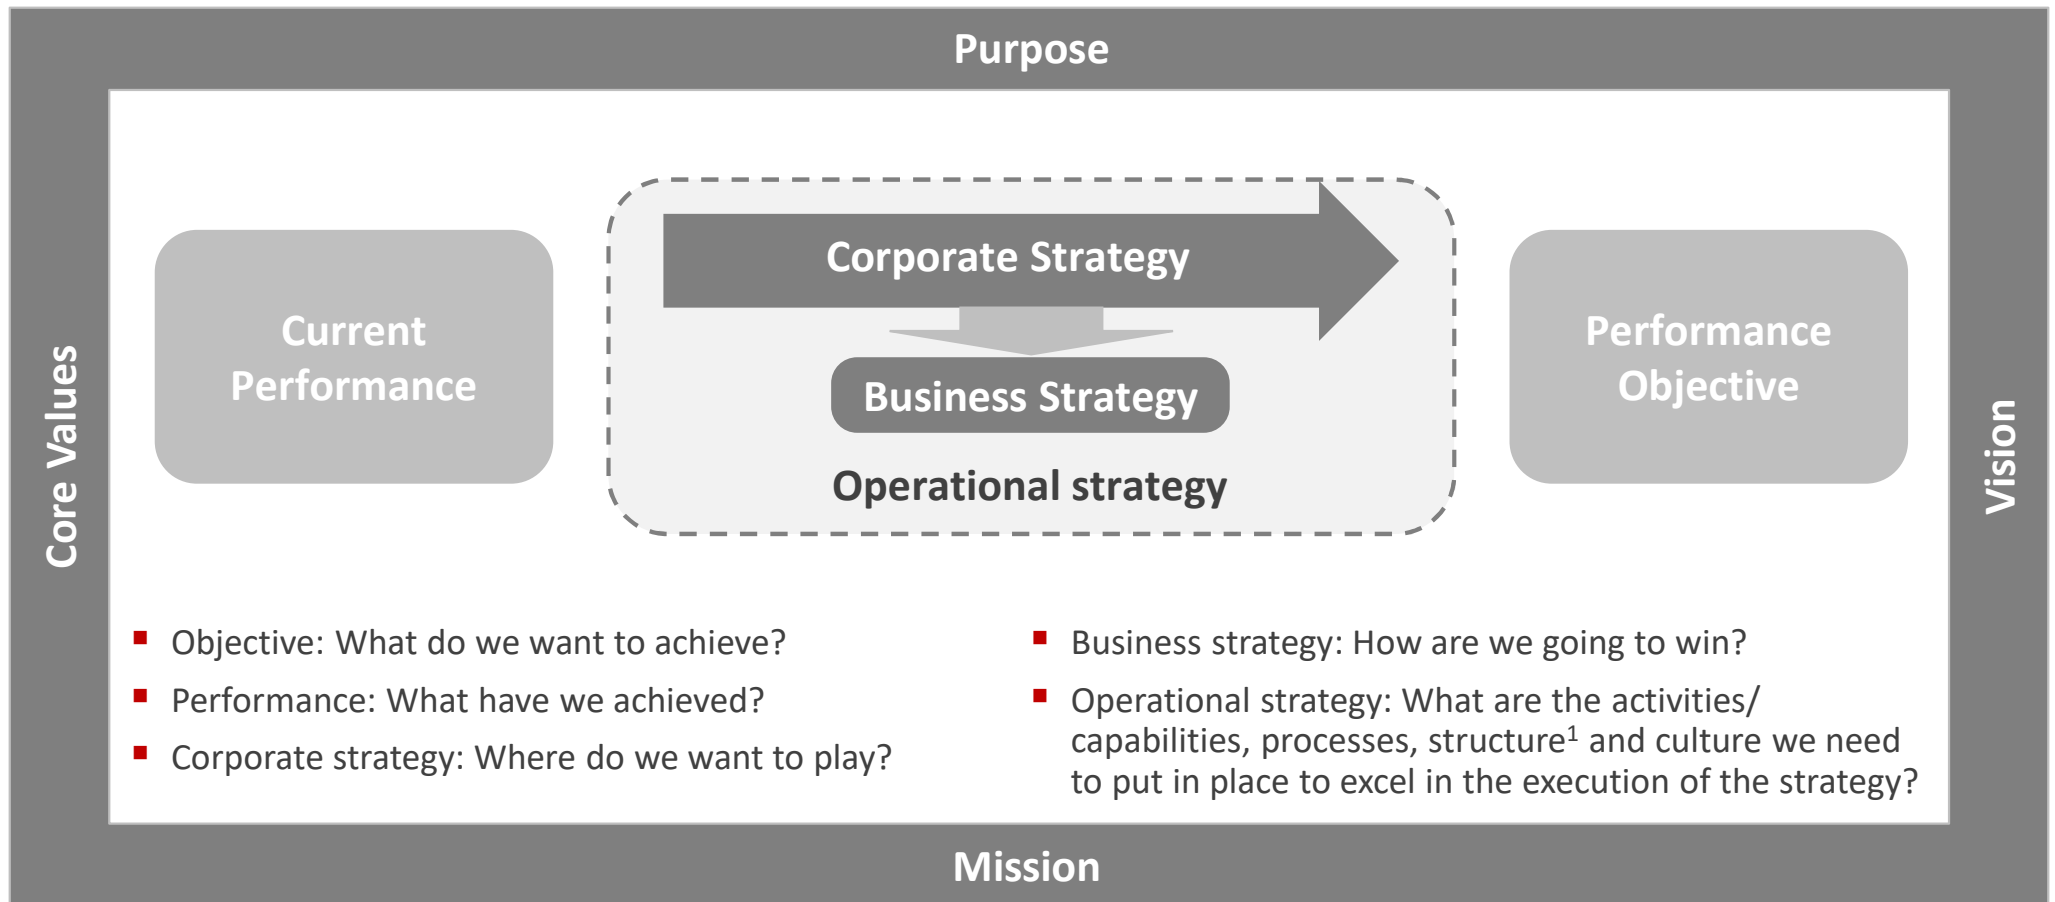 Purpose
Core Values
Current
Performance
Corporate Strategy
Business Strategy
Operational strategy
Performance
Objective
Vision
▪ Objective: What do we want to achieve?
▪ Performance: What have we achieved?
▪ Corporate strategy: Where do we want to play?
▪ Business strategy: How are we going to win?
▪ Operational strategy: What are the activities/
capabilities, processes, structure¹ and culture we need
to put in place to excel in the execution of the strategy?
Mission